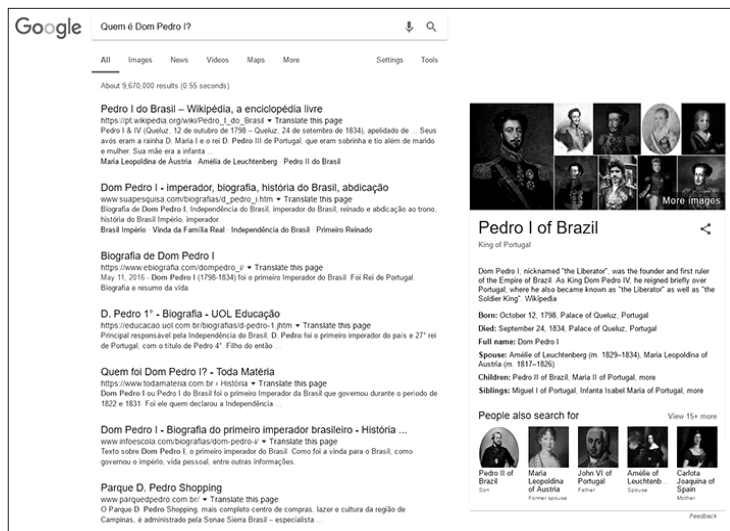 Google
Quem é Dom Pedro I?
All Images News Videos Maps More Settings Tools
About 9,670,000 results (0.55 seconds)
Pedro I do Brasil – Wikipédia, a enciclopédia livre
https://pt.wikipedia.org/wiki/Pedro_I_do_Brasil ▾ Translate this page
Pedro I & IV (Queluz, 12 de outubro de 1798 – Queluz, 24 de setembro de 1834), apelidado de ... Seus
avós eram a rainha D. Maria I e o rei D. Pedro III de Portugal, que eram sobrinha e tio além de marido
e mulher. Sua mãe era a infanta ...
Maria Leopoldina de Áustria · Amélia de Leuchtenberg · Pedro II do Brasil
Dom Pedro I - imperador, biografia, história do Brasil, abdicação
www.suapesquisa.com/biografias/d_pedro_i.htm ▾ Translate this page
Biografia de Dom Pedro I, Independência do Brasil, imperador do Brasil, reinado e abdicação ao trono,
história do Brasil Império, imperador.
Brasil Império · Vinda da Família Real · Independência do Brasil · Primeiro Reinado
Biografia de Dom Pedro I
https://www.ebiografia.com/dompedro_i/ ▾ Translate this page
May 11, 2016 - Dom Pedro I (1798-1834) foi o primeiro Imperador do Brasil. Foi Rei de Portugal.
Biografia e resumo da vida.
D. Pedro 1° - Biografia - UOL Educação
https://educacao.uol.com.br/biografias/d-pedro-1.jhtm ▾ Translate this page
Principal responsável pela Independência do Brasil, D. Pedro foi o primeiro imperador do país e 27° rei
de Portugal, com o título de Pedro 4°. Filho do então ...
Quem foi Dom Pedro I? - Toda Matéria
https://www.todamateria.com.br › História ▾ Translate this page
Dom Pedro I ou Pedro I do Brasil foi o primeiro Imperador da Brasil que governou durante o período de
1822 e 1831. Foi ele quem declarou a Independência ...
Dom Pedro I - Biografia do primeiro imperador brasileiro - História ...
www.infoescola.com/biografias/dom-pedro-i/ ▾ Translate this page
Texto sobre Dom Pedro I, o primeiro imperador do Brasil. Como foi a vinda para o Brasil, como
governou o império, vida pessoal, entre outras informações.
Parque D. Pedro Shopping
www.parquedpedro.com.br/ ▾ Translate this page
O Parque D. Pedro Shopping, mais completo centro de compras, lazer e cultura da região de
Campinas, é administrado pela Sonae Sierra Brasil – especialista ...
More images
Pedro I of Brazil
King of Portugal
Dom Pedro I, nicknamed "the Liberator", was the founder and first ruler
of the Empire of Brazil. As King Dom Pedro IV, he reigned briefly over
Portugal, where he also became known as "the Liberator" as well as "the
Soldier King". Wikipedia
Born: October 12, 1798, Palace of Queluz, Portugal
Died: September 24, 1834, Palace of Queluz, Portugal
Full name: Dom Pedro I
Spouse: Amélie of Leuchtenberg (m. 1829–1834), Maria Leopoldina of
Austria (m. 1817–1826)
Children: Pedro II of Brazil, Maria II of Portugal, more
Siblings: Miguel I of Portugal, Infanta Isabel Maria of Portugal, more
People also search for View 15+ more
Pedro II of Maria John VI of Amélie of Carlota
Brazil Leopoldina Portugal Leuchtenb... Joaquina of
Son of Austria Father Spouse Spain
Former spouse Mother
Feedback